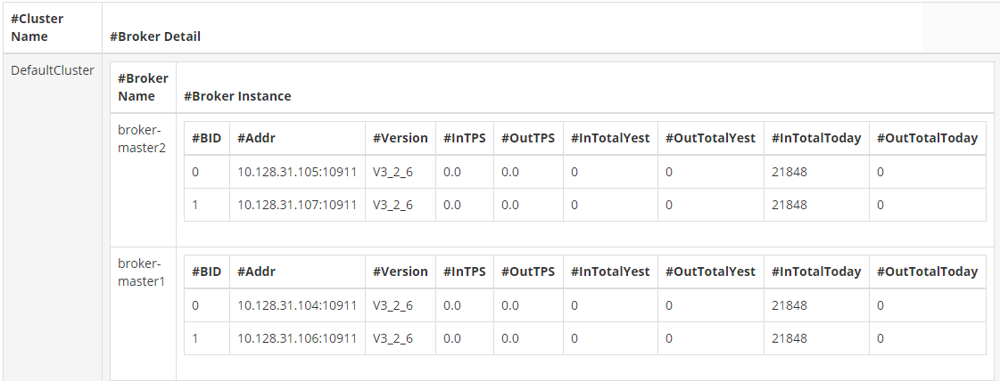 #Cluster
Name
#Broker Detail
DefaultCluster
#Broker
Name
#Broker Instance
broker-
master2
#BID #Addr #Version #InTPS #OutTPS #InTotalYest #OutTotalYest #InTotalToday #OutTotalToday
0 10.128.31.105:10911 V3_2_6 0.0 0.0 0 0 21848 0
1 10.128.31.107:10911 V3_2_6 0.0 0.0 0 0 21848 0
broker-
master1
#BID #Addr #Version #InTPS #OutTPS #InTotalYest #OutTotalYest #InTotalToday #OutTotalToday
0 10.128.31.104:10911 V3_2_6 0.0 0.0 0 0 21848 0
1 10.128.31.106:10911 V3_2_6 0.0 0.0 0 0 21848 0